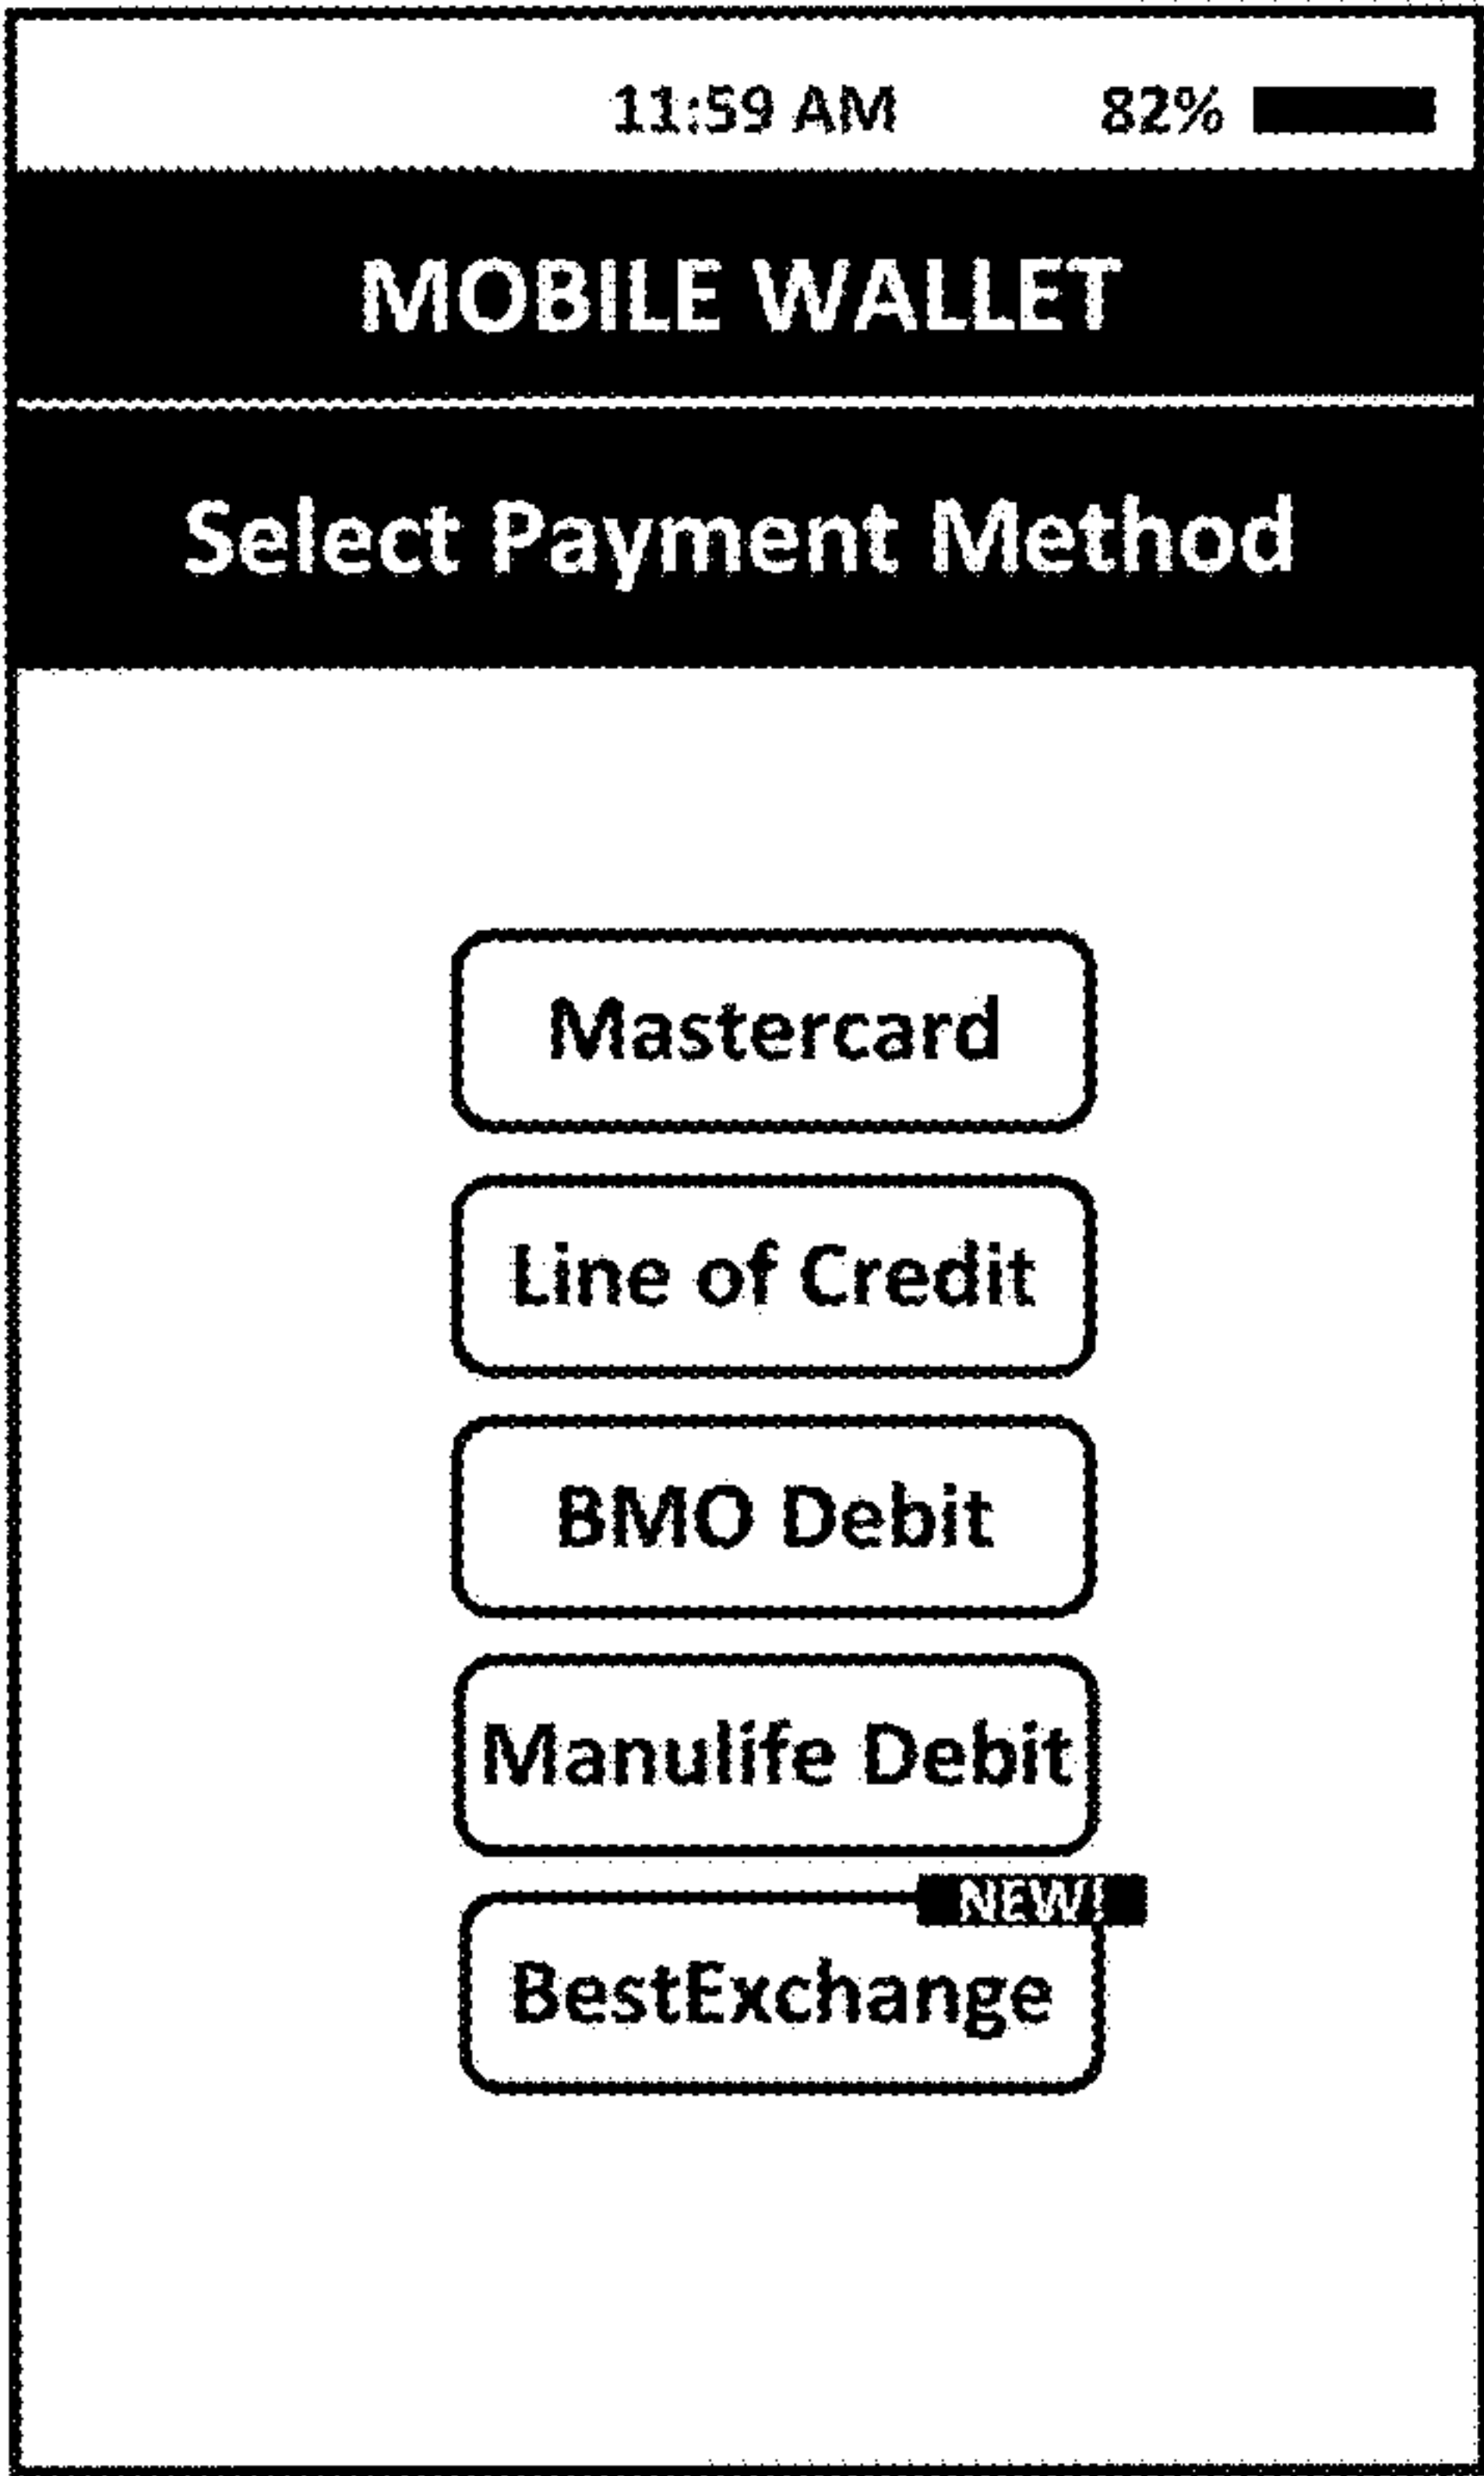 11:59 AM 82%
MOBILE WALLET
Select Payment Method
Mastercard
Line of Credit
BMO Debit
Manulife Debit
NEW!
BestExchange